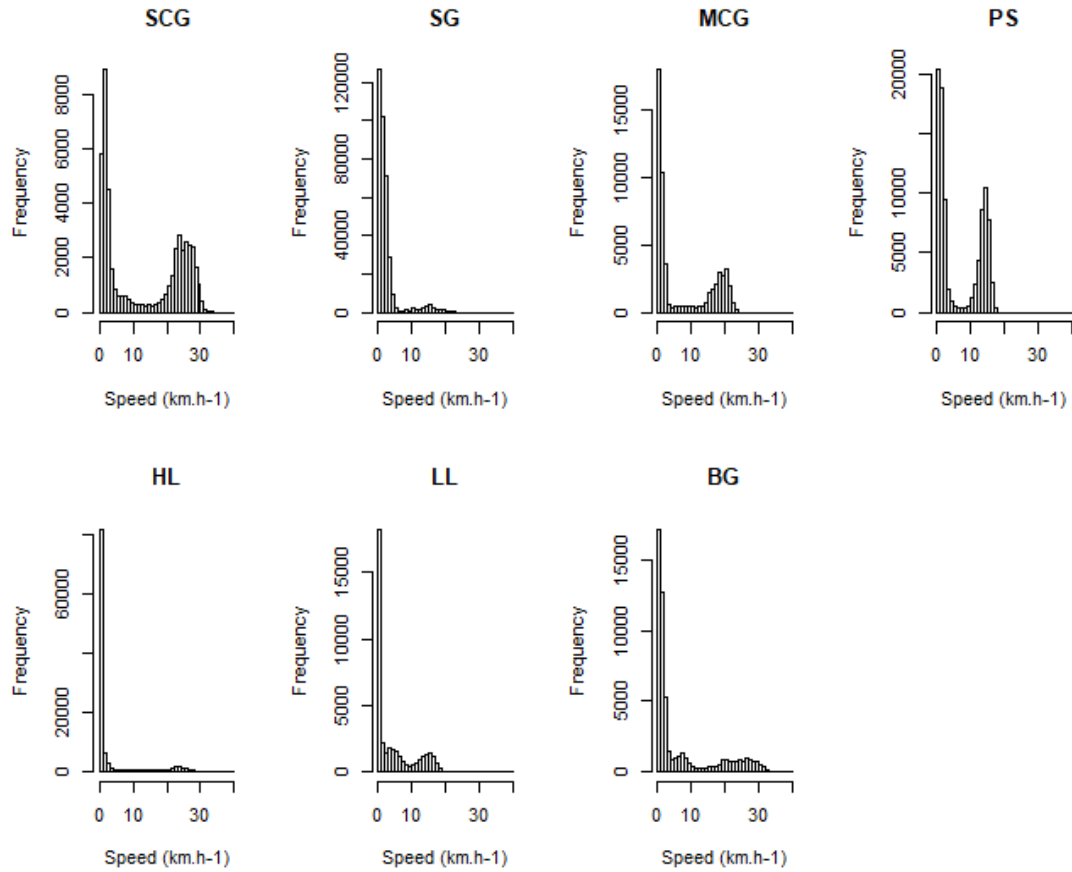 SCG
SG
MCG
PS
Frequency
0 2000 4000 6000 8000
0 10 30
Speed (km.h-1)
Frequency
0 40000 80000 120000
0 10 30
Speed (km.h-1)
Frequency
0 5000 10000 15000
0 10 30
Speed (km.h-1)
Frequency
0 5000 10000 20000
0 10 30
Speed (km.h-1)
HL
LL
BG
Frequency
0 20000 60000
0 10 30
Speed (km.h-1)
Frequency
0 5000 10000 15000
0 10 30
Speed (km.h-1)
Frequency
0 5000 10000 15000
0 10 30
Speed (km.h-1)